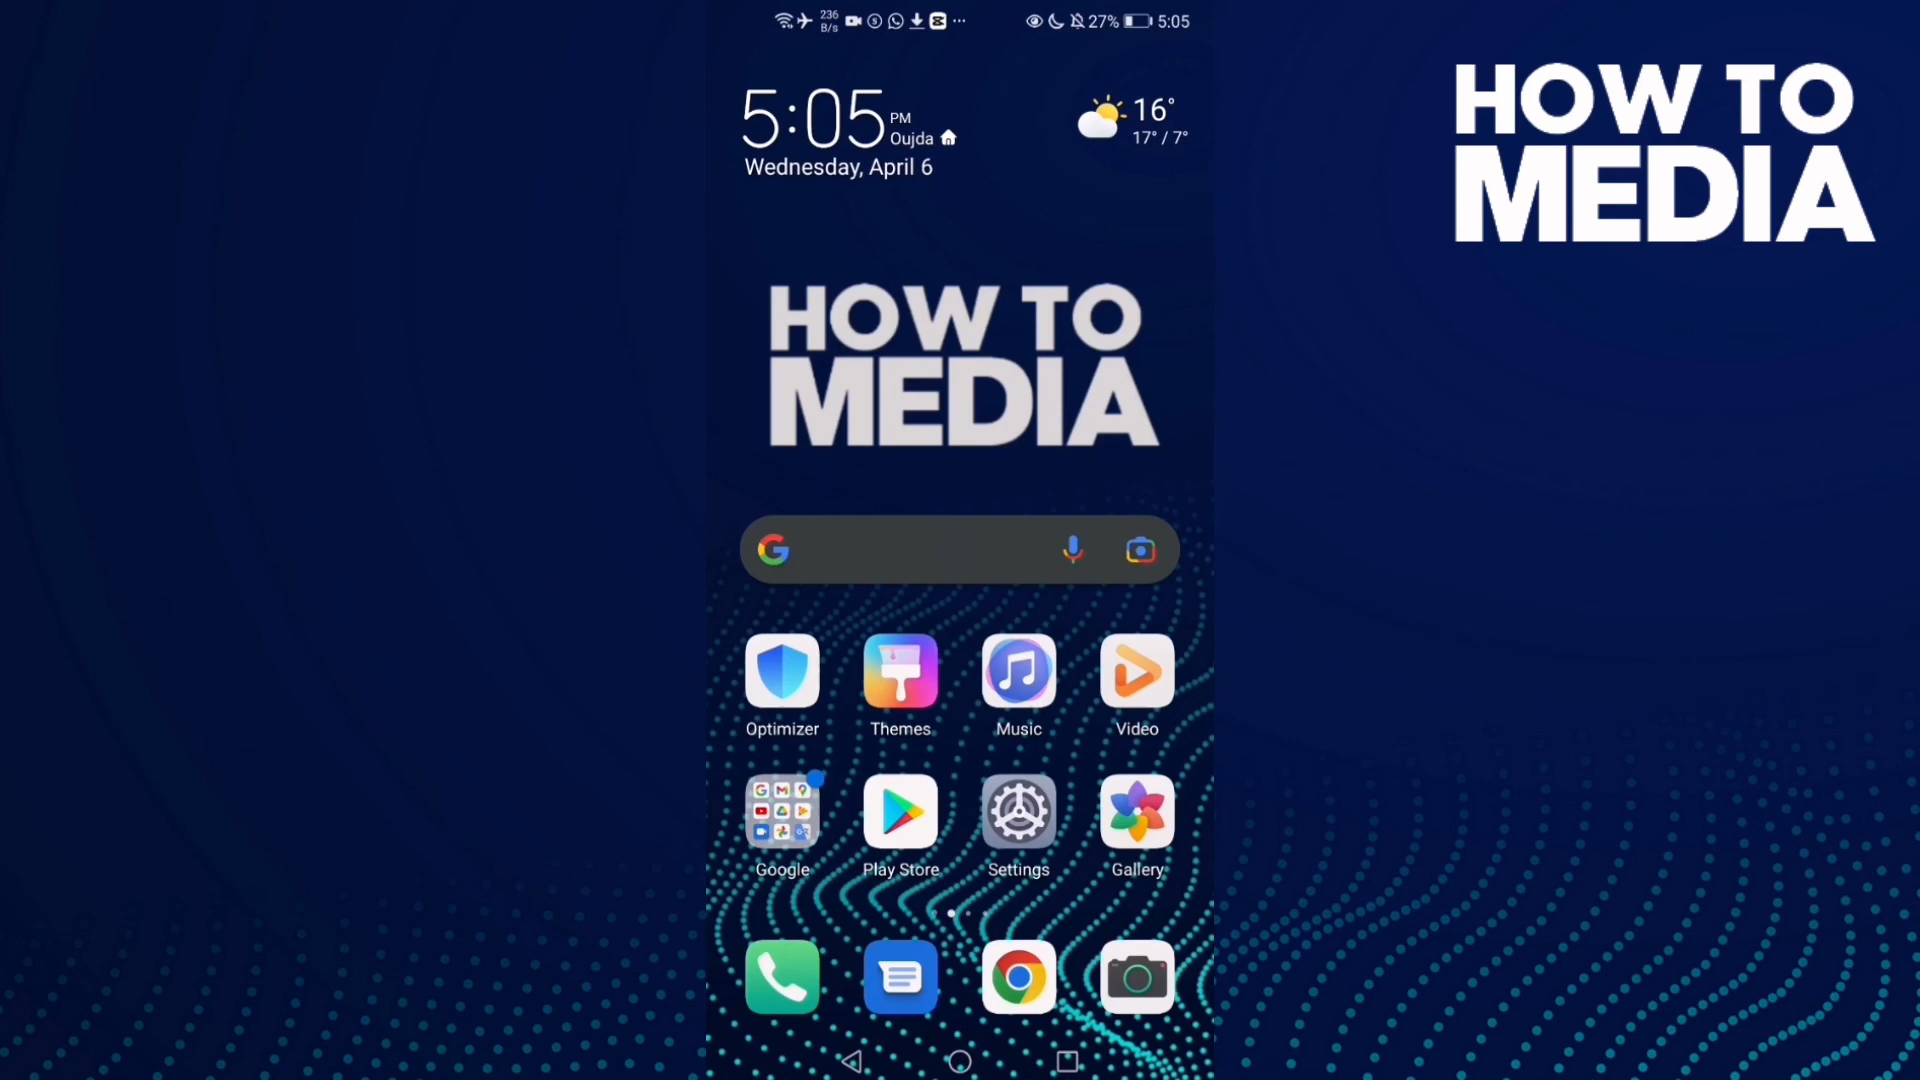 236
B/s
27%
5:05
5:05
PM
Oujda
Wednesday, April 6
16°
17° / 7°
HOW TO
MEDIA
HOW TO
MEDIA
Optimizer
Themes
Music
Video
Google
Play Store
Settings
Gallery